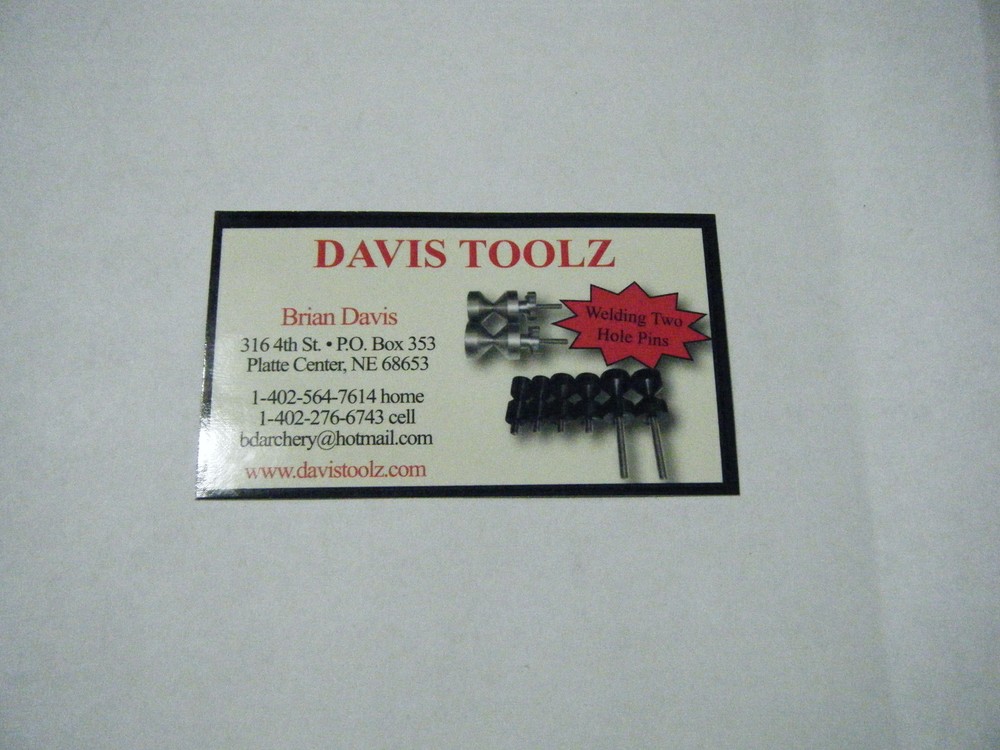 DAVIS TOOLZ
Brian Davis
316 4th St. • P.O. Box 353
Platte Center, NE 68653
1-402-564-7614 home
1-402-276-6743 cell
bdarchery@hotmail.com
www.davistoolz.com
Welding Two
Hole Pins